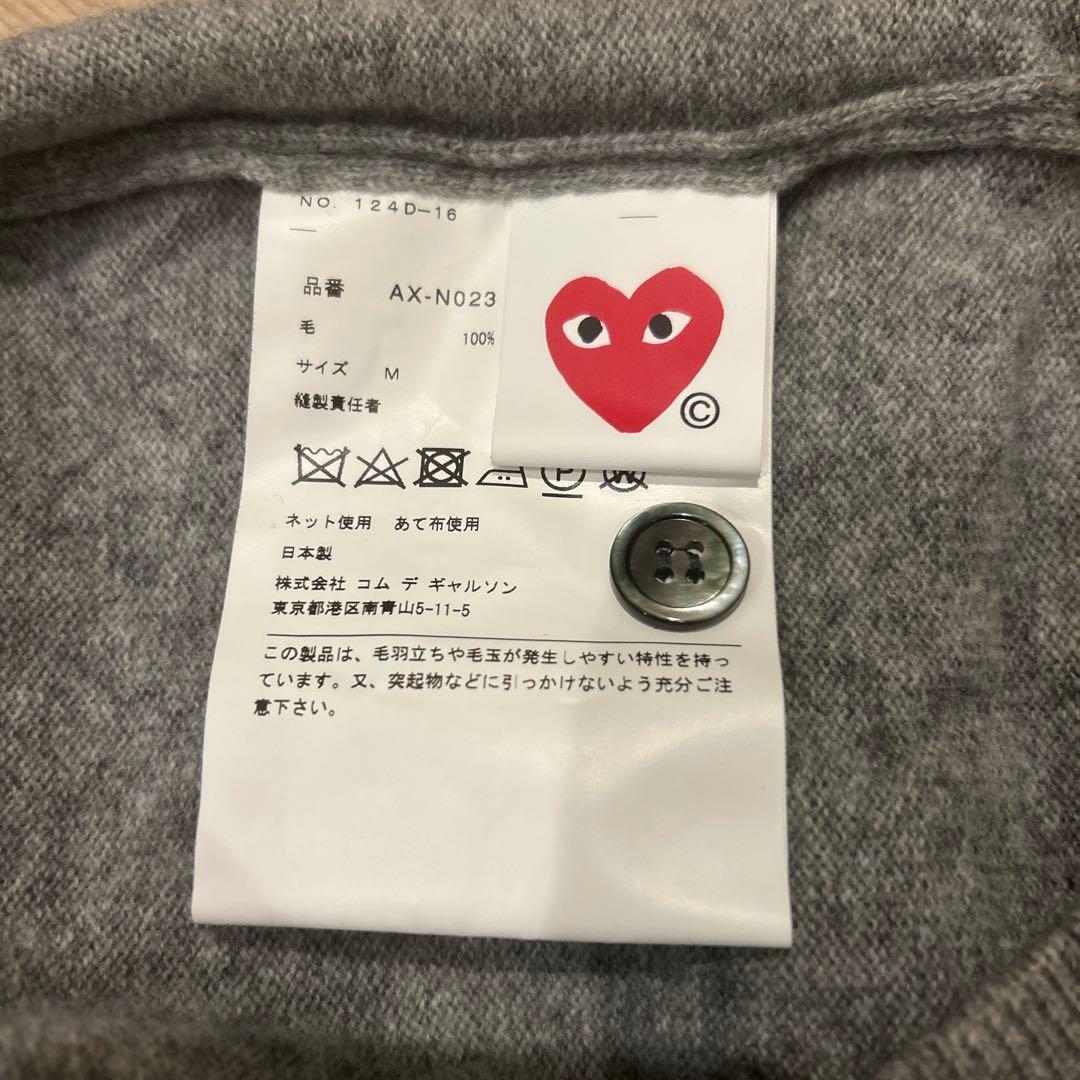 NO. 124D-16
品番 AX-N023
毛 100%
サイズ M
縫製責任者
P
W
ネット使用 あて布使用
日本製
株式会社 コム デ ギャルソン
東京都港区南青山5-11-5
この製品は、毛羽立ちや毛玉が発生しやすい特性を持っ
ています。又、突起物などに引っかけないよう充分ご注
意下さい。
©